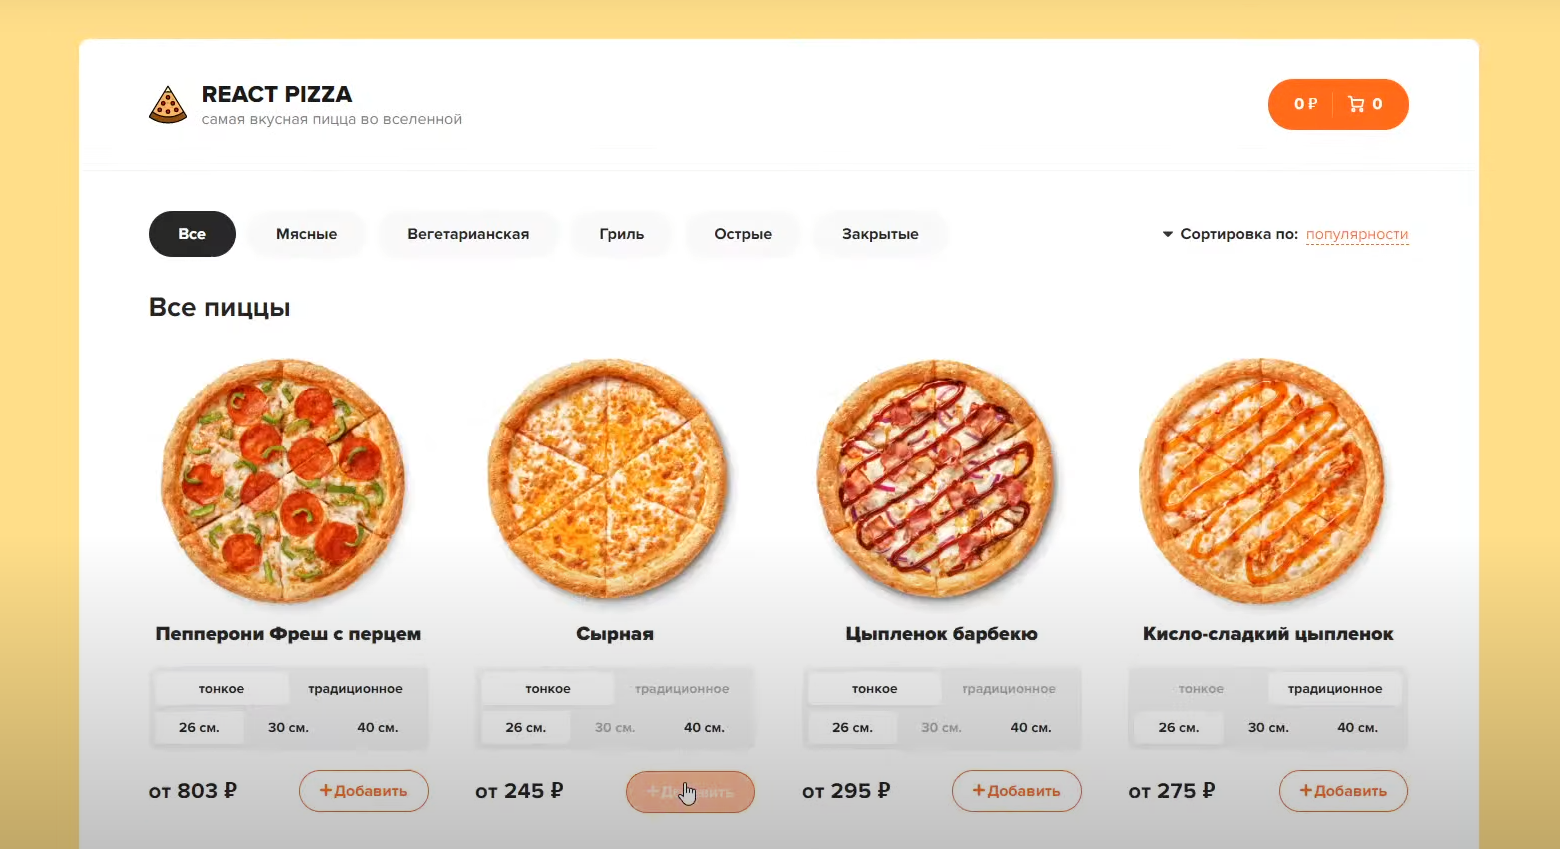 REACT PIZZA
самая вкусная пицца во вселенной
0 ₽ 0
Все Мясные Вегетарианская Гриль Острые Закрытые Сортировка по: популярности
Все пиццы
Пепперони Фреш с перцем Сырная Цыпленок барбекю Кисло-сладкий цыпленок
тонкое традиционное тонкое традиционное тонкое традиционное тонкое традиционное
26 см. 30 см. 40 см. 26 см. 30 см. 40 см. 26 см. 30 см. 40 см. 26 см. 30 см. 40 см.
от 803 ₽ +Добавить от 245 ₽ +Добавить от 295 ₽ +Добавить от 275 ₽ +Добавить